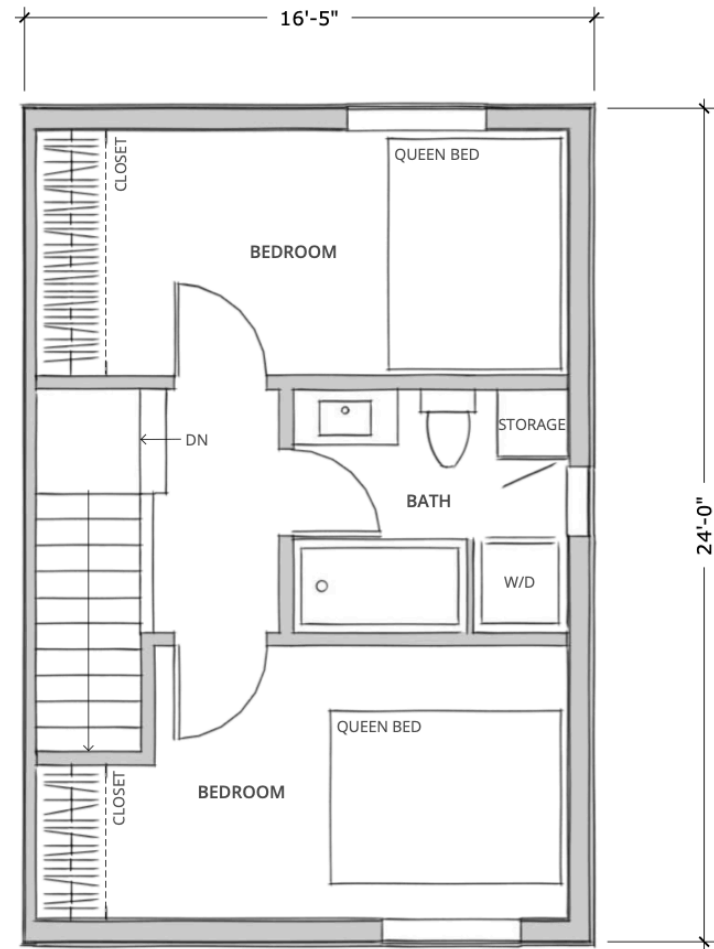 16'-5"
CLOSET
QUEEN BED
BEDROOM
DN
STORAGE
BATH
24'-0"
W/D
QUEEN BED
CLOSET
BEDROOM